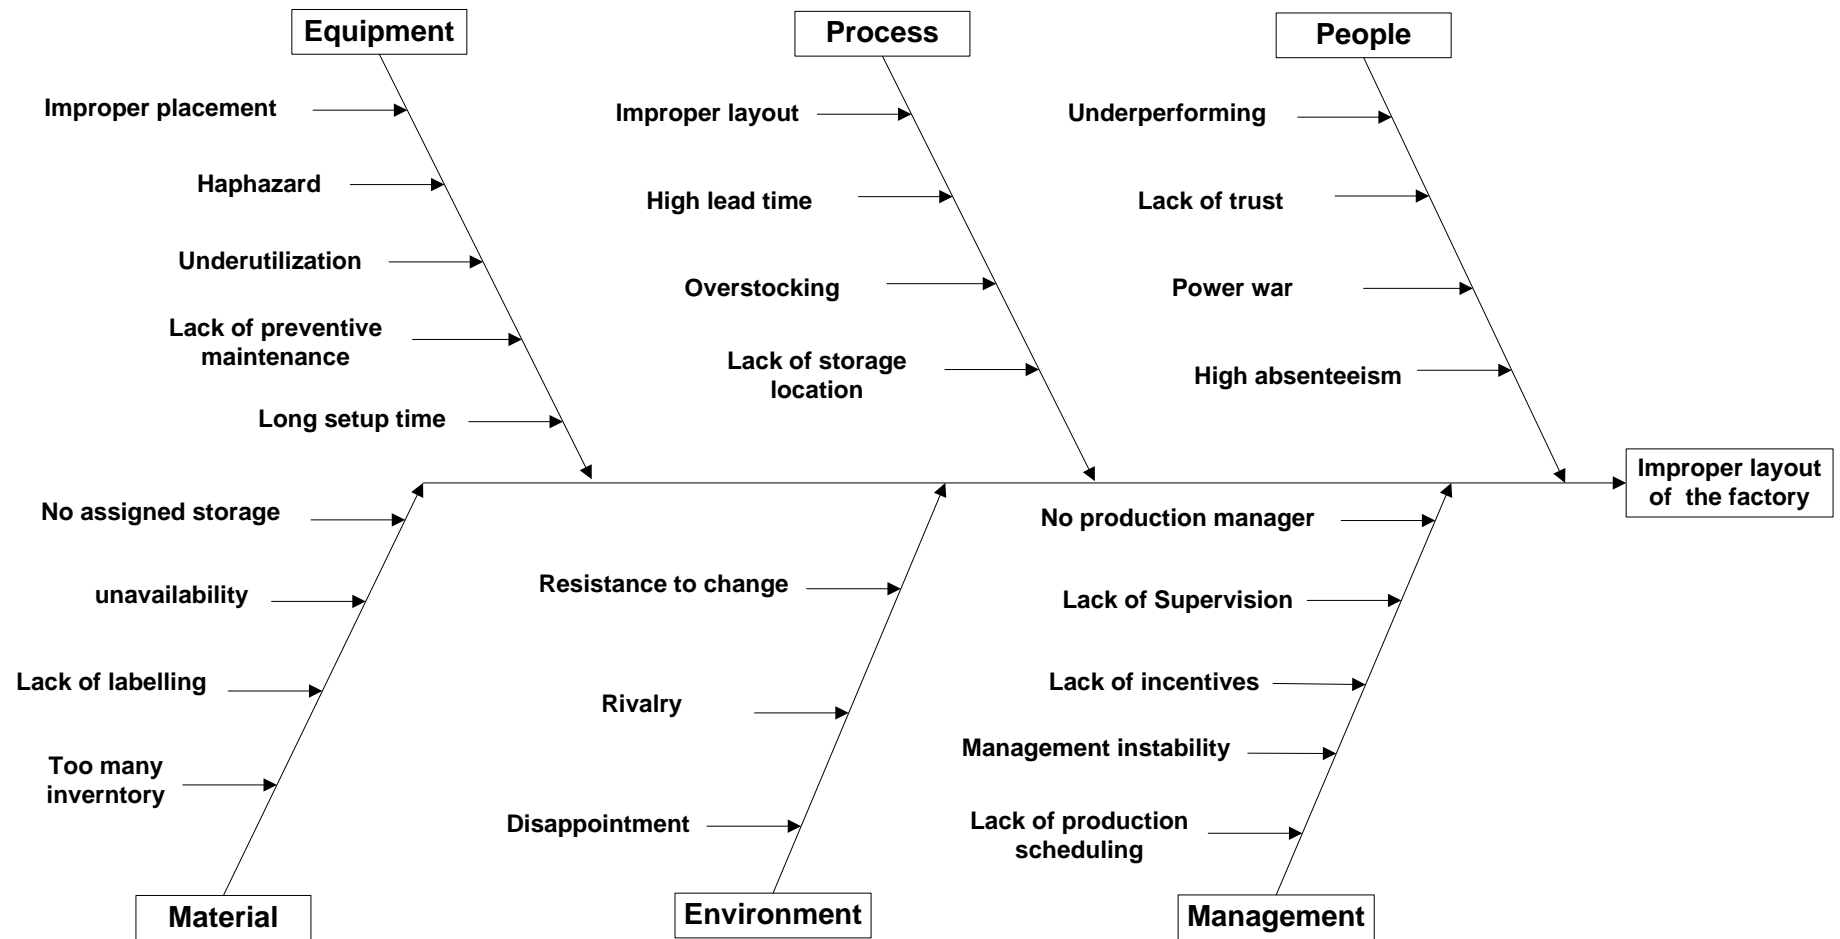 Equipment
Process
People
Improper placement
Improper layout
Underperforming
Haphazard
High lead time
Lack of trust
Underutilization
Overstocking
Power war
Lack of preventive
maintenance
Lack of storage
location
High absenteeism
Long setup time
Improper layout
of the factory
No assigned storage
No production manager
unavailability
Resistance to change
Lack of Supervision
Lack of labelling
Rivalry
Lack of incentives
Management instability
Too many
inverntory
Disappointment
Lack of production
scheduling
Material
Environment
Management